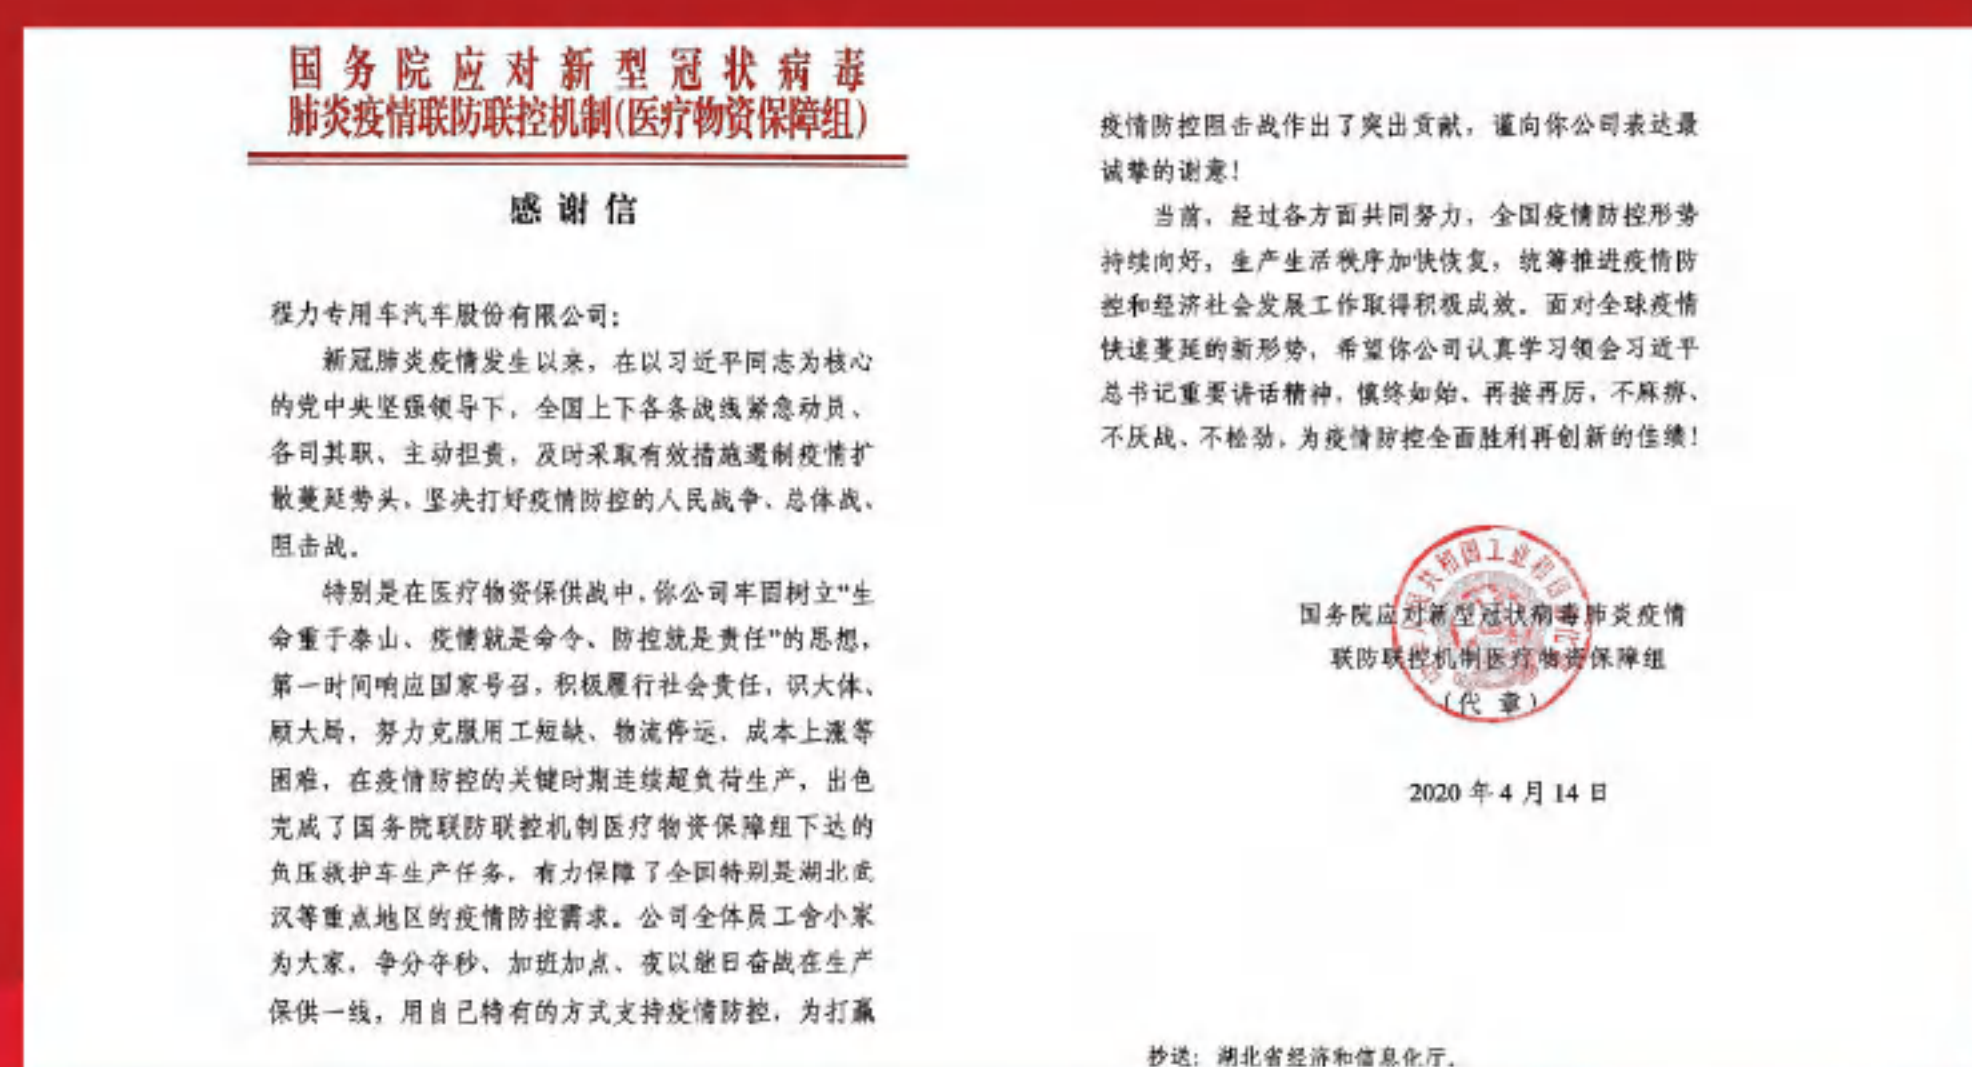 国务院应对新型冠状病毒
肺炎疫情联防联控机制(医疗物资保障组)
感谢信
程力专用车汽车股份有限公司:
新冠肺炎疫情发生以来，在以习近平同志为核心
的党中央坚强领导下，全国上下各条战线紧急动员、
各司其职、主动担责，及时采取有效措施遏制疫情扩
散蔓延势头，坚决打好疫情防控的人民战争、总体战、
阻击战。
特别是在医疗物资保供战中，你公司牢固树立“生
命重于泰山、疫情就是命令、防控就是责任”的思想，
第一时间响应国家号召，积极履行社会责任，识大体、
顾大局，努力克服用工短缺、物流停运、成本上涨等
困难，在疫情防控的关键时期连续超负荷生产，出色
完成了国务院联防联控机制医疗物资保障组下达的
负压救护车生产任务，有力保障了全国特别是湖北武
汉等重点地区的疫情防控需求。公司全体员工舍小家
为大家，争分夺秒、加班加点、夜以继日奋战在生产
保供一线，用自己特有的方式支持疫情防控，为打赢
疫情防控阻击战作出了突出贡献，谨向你公司表达最
诚挚的谢意！
当前，经过各方面共同努力，全国疫情防控形势
持续向好，生产生活秩序加快恢复，统筹推进疫情防
控和经济社会发展工作取得积极成效。面对全球疫情
快速蔓延的新形势，希望你公司认真学习领会习近平
总书记重要讲话精神，慎终如始、再接再厉，不麻痹、
不厌战、不松劲，为疫情防控全面胜利再创新的佳绩！
国务院应对新型冠状病毒肺炎疫情
联防联控机制医疗物资保障组
（代 章）
2020 年 4 月 14 日
抄送：湖北省经济和信息化厅。